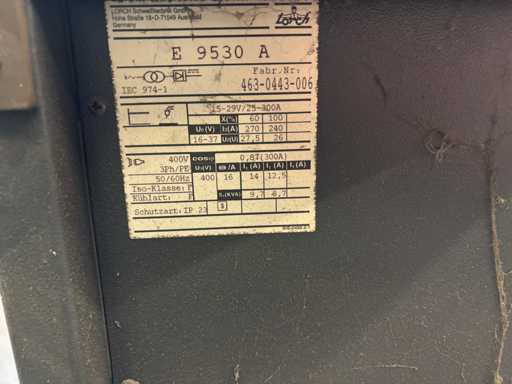 LORCH Schweißtechnik GmbH
Germany
Lorch
E 9530 A
Fabr.Nr:
463-0443-006
IEC 974-1
15-29V/25-300A
X(%) 60 100
U₀(V) I₂(A) 270 240
16-37 U₂(V) 27,5 26
400V cosφ 0,87(300A)
3Ph/PE U₁(V) /A I₁(A) I₁(A) I₁(A)
50/60Hz 400 16 14 12,5
Iso-Klasse: F
Kühlart: F S₁(KVA) 9,7 8,7
Schutzart: IP 23 S